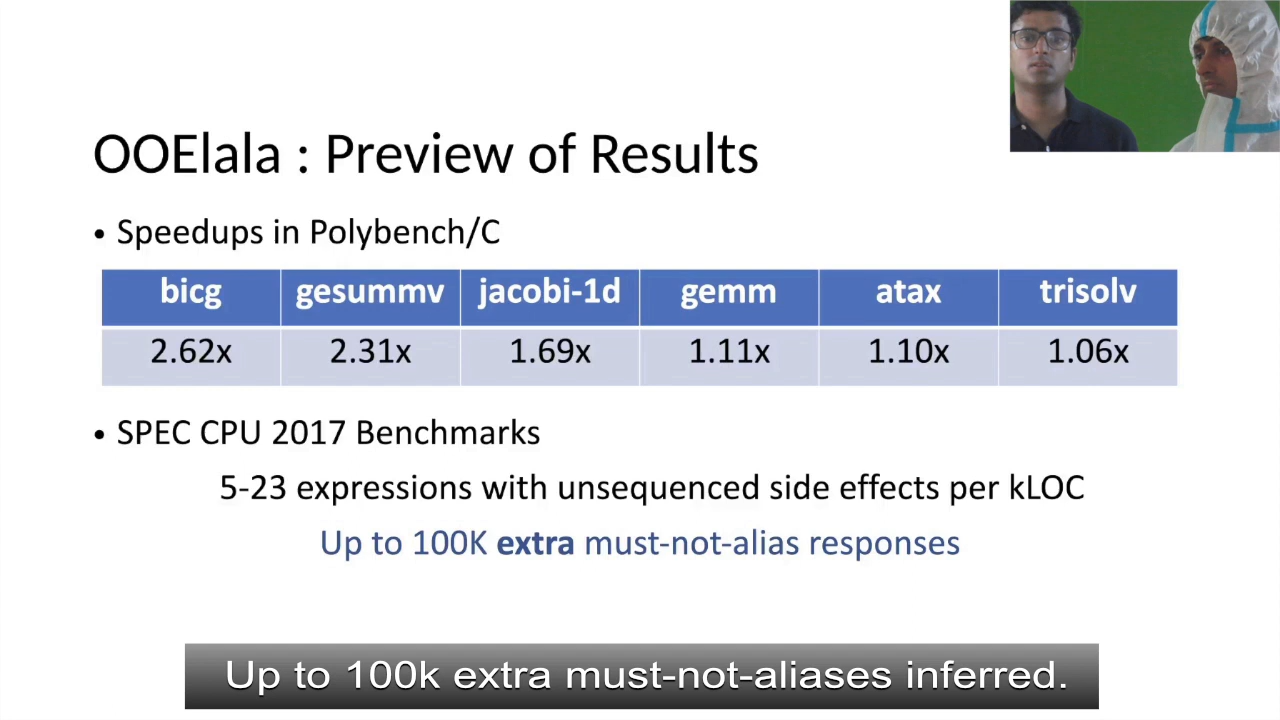 OOElala : Preview of Results
• Speedups in Polybench/C
bicg gesummv jacobi-1d gemm atax trisolv
2.62x 2.31x 1.69x 1.11x 1.10x 1.06x
• SPEC CPU 2017 Benchmarks
5-23 expressions with unsequenced side effects per kLOC
Up to 100K extra must-not-alias responses
Up to 100k extra must-not-aliases inferred.